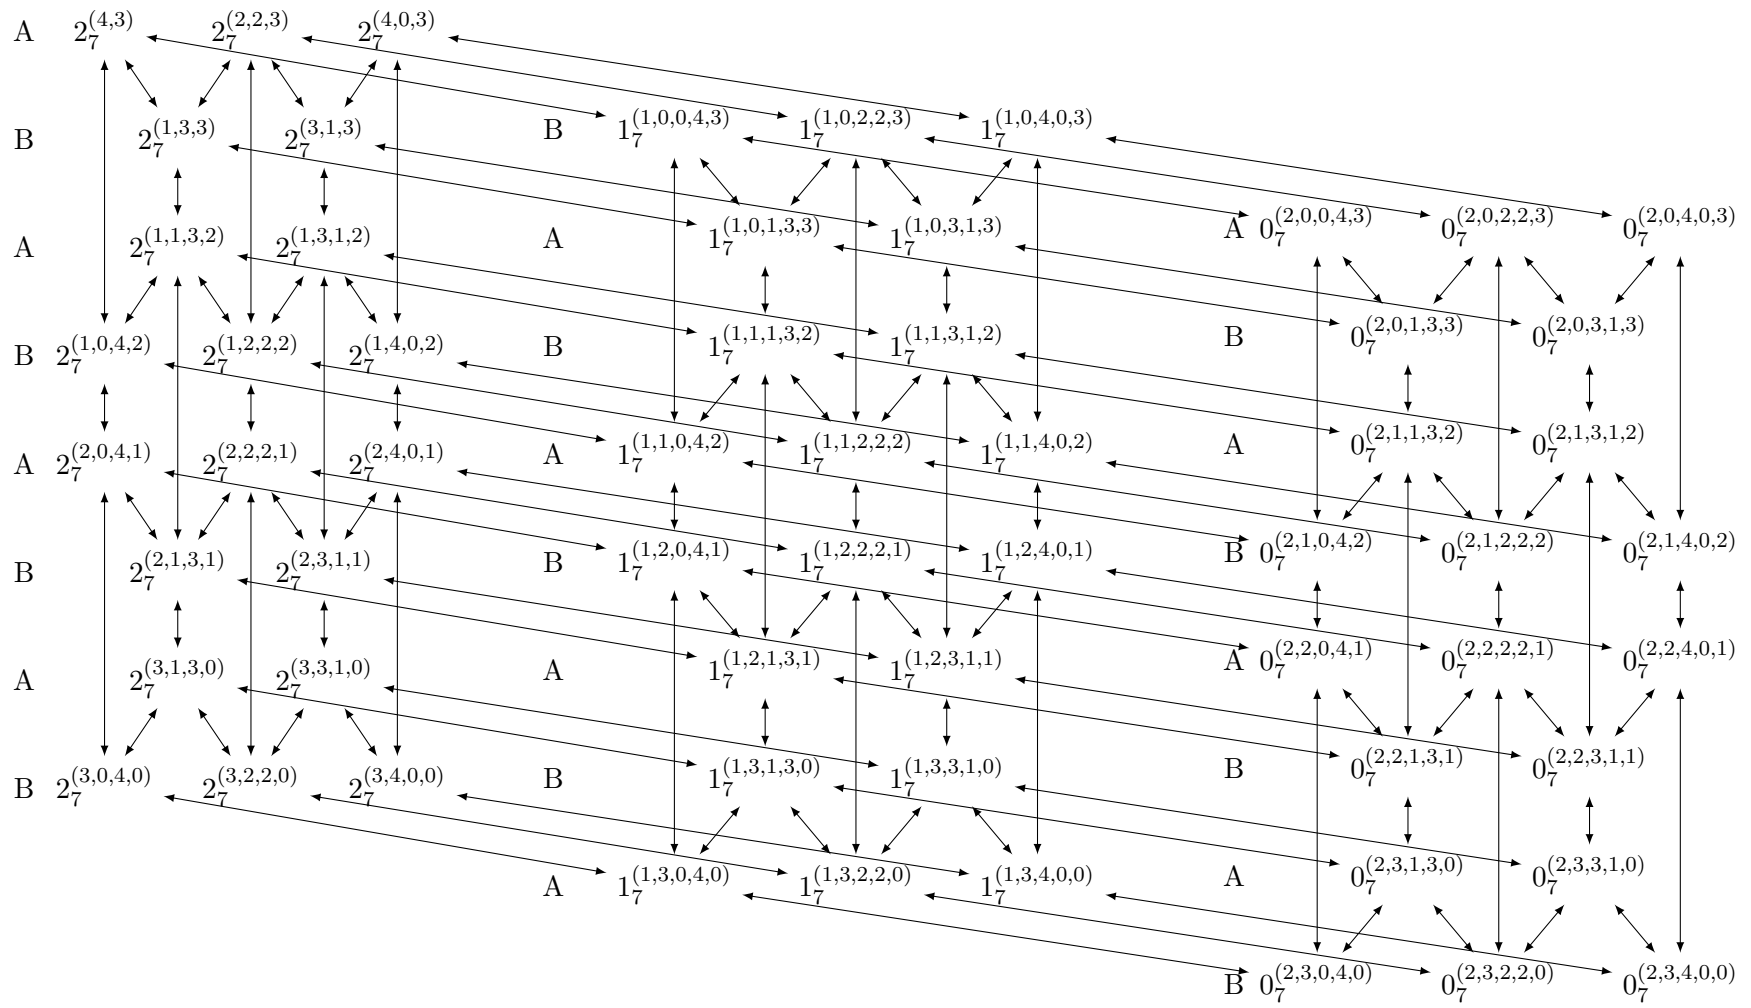 A 2_7^{(4,3)} 2_7^{(2,2,3)} 2_7^{(4,0,3)}
B 2_7^{(1,3,3)} 2_7^{(3,1,3)} B 1_7^{(1,0,0,4,3)} 1_7^{(1,0,2,2,3)} 1_7^{(1,0,4,0,3)}
A 2_7^{(1,1,3,2)} 2_7^{(1,3,1,2)} A 1_7^{(1,0,1,3,3)} 1_7^{(1,0,3,1,3)} A 0_7^{(2,0,0,4,3)} 0_7^{(2,0,2,2,3)} 0_7^{(2,0,4,0,3)}
B 2_7^{(1,0,4,2)} 2_7^{(1,2,2,2)} 2_7^{(1,4,0,2)} B 1_7^{(1,1,1,3,2)} 1_7^{(1,1,3,1,2)} B 0_7^{(2,0,1,3,3)} 0_7^{(2,0,3,1,3)}
A 2_7^{(2,0,4,1)} 2_7^{(2,2,2,1)} 2_7^{(2,4,0,1)} A 1_7^{(1,1,0,4,2)} 1_7^{(1,1,2,2,2)} 1_7^{(1,1,4,0,2)} A 0_7^{(2,1,1,3,2)} 0_7^{(2,1,3,1,2)}
B 2_7^{(2,1,3,1)} 2_7^{(2,3,1,1)} B 1_7^{(1,2,0,4,1)} 1_7^{(1,2,2,2,1)} 1_7^{(1,2,4,0,1)} B 0_7^{(2,1,0,4,2)} 0_7^{(2,1,2,2,2)} 0_7^{(2,1,4,0,2)}
A 2_7^{(3,1,3,0)} 2_7^{(3,3,1,0)} A 1_7^{(1,2,1,3,1)} 1_7^{(1,2,3,1,1)} A 0_7^{(2,2,0,4,1)} 0_7^{(2,2,2,2,1)} 0_7^{(2,2,4,0,1)}
B 2_7^{(3,0,4,0)} 2_7^{(3,2,2,0)} 2_7^{(3,4,0,0)} B 1_7^{(1,3,1,3,0)} 1_7^{(1,3,3,1,0)} B 0_7^{(2,2,1,3,1)} 0_7^{(2,2,3,1,1)}
A 1_7^{(1,3,0,4,0)} 1_7^{(1,3,2,2,0)} 1_7^{(1,3,4,0,0)} A 0_7^{(2,3,1,3,0)} 0_7^{(2,3,3,1,0)}
B 0_7^{(2,3,0,4,0)} 0_7^{(2,3,2,2,0)} 0_7^{(2,3,4,0,0)}